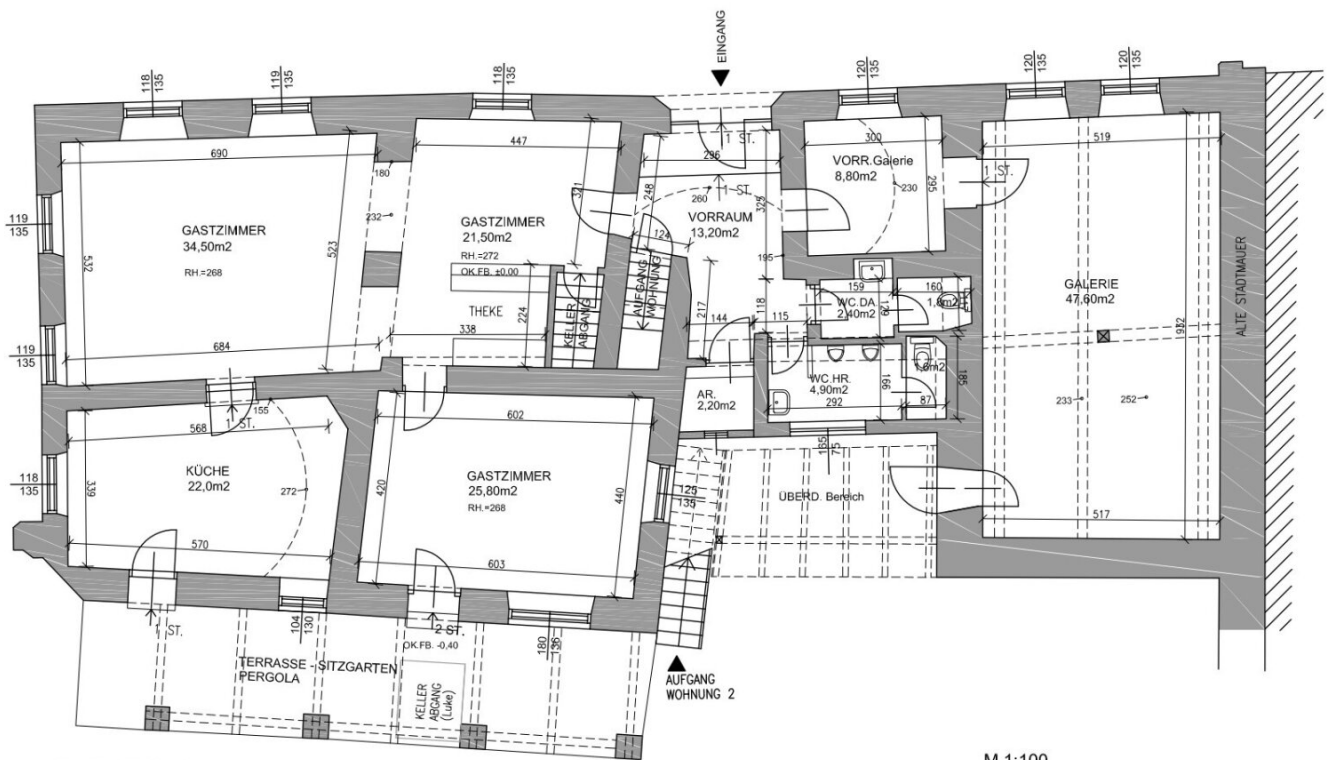 EINGANG
118
135
119
135
118
135
120
135
120
135
120
135
690
447
296
1 ST.
300
519
180
321
248
1 ST.
260
325
VORR.Galerie
8,80m2
230
295
1 ST.
119
135
232
GASTZIMMER
34,50m2
RH=268
532
523
GASTZIMMER
21,50m2
RH.=272
OK.FB. ±0.00
VORRAUM
13,20m2
124
195
THEKE
224
338
KELLER
ABGANG
AUFGANG
WOHNUNG
217
118
144
115
159
WC.DA.
2,40m2
129
160
1,8m2
GALERIE
47,60m2
932
ALTE STADTMAUER
119
135
684
155
1 ST.
568
602
AR.
2,20m2
WC.HR.
4,90m2
166
292
1,6m2
87
185
233
252
118
135
339
KÜCHE
22,0m2
272
420
GASTZIMMER
25,80m2
RH.=268
440
125
135
165
75
ÜBERD. Bereich
517
570
603
1 ST.
104
130
2 ST.
OK.FB. -0,40
180
136
TERRASSE - SITZGARTEN
PERGOLA
KELLER
ABGANG
(Luke)
AUFGANG
WOHNUNG 2
M 1:100